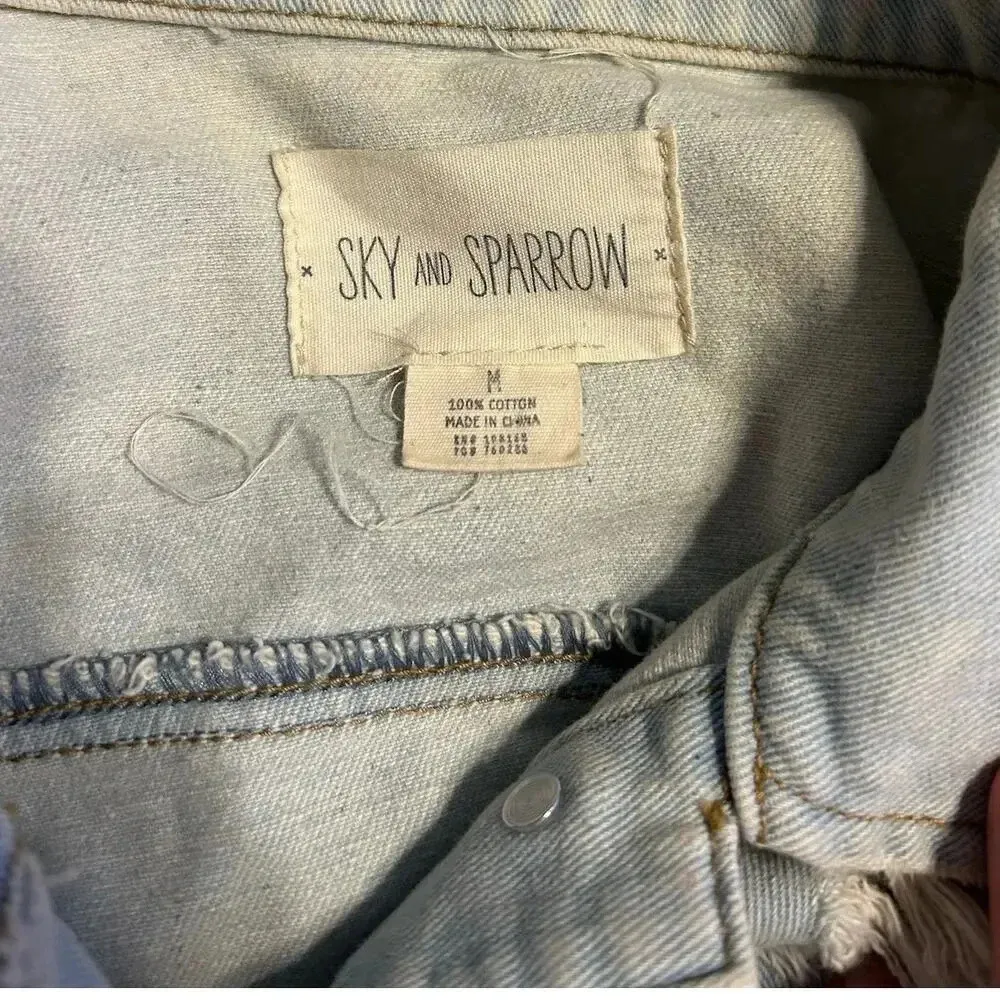 × SKY AND SPARROW ×
M
100% COTTON
MADE IN CHINA